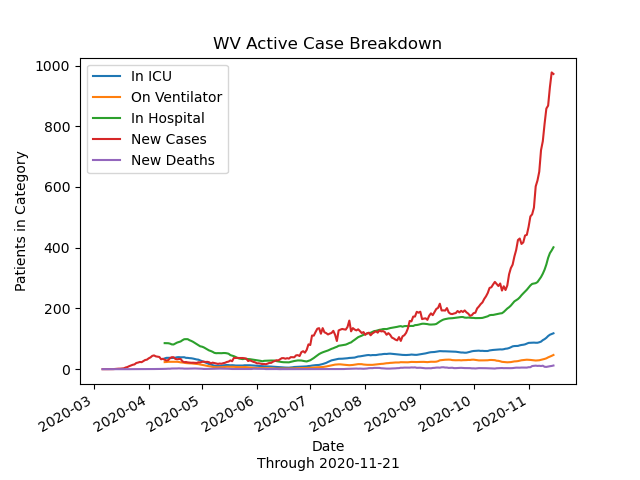 WV Active Case Breakdown
In ICU
On Ventilator
In Hospital
New Cases
New Deaths
Patients in Category
1000
800
600
400
200
0
2020-03
2020-04
2020-05
2020-06
2020-07
2020-08
2020-09
2020-10
2020-11
Date
Through 2020-11-21